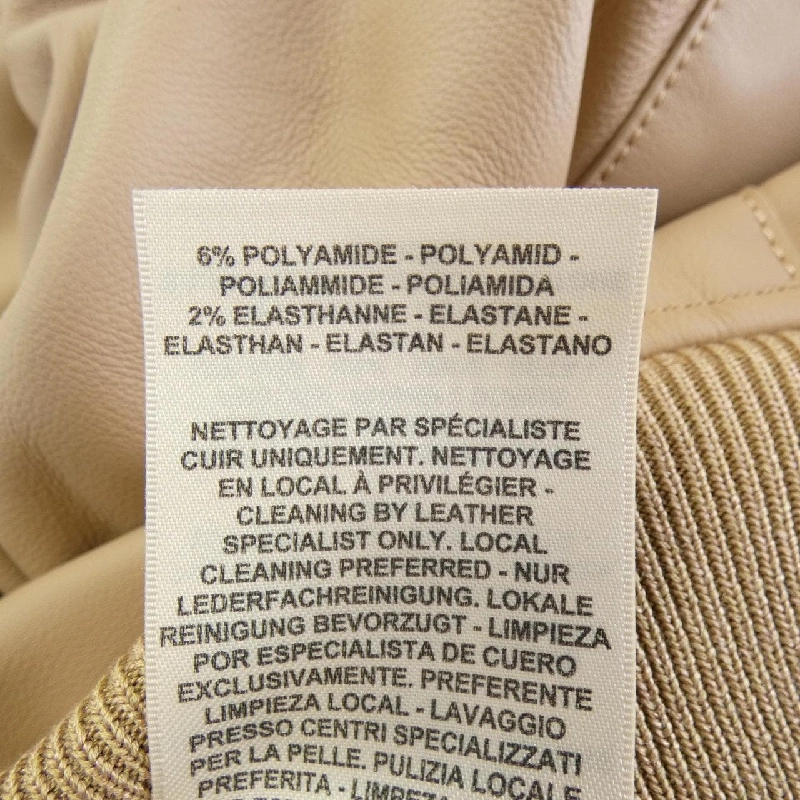 6% POLYAMIDE - POLYAMID -
POLIAMMIDE - POLIAMIDA
2% ELASTHANNE - ELASTANE -
ELASTHAN - ELASTAN - ELASTANO
NETTOYAGE PAR SPÉCIALISTE
CUIR UNIQUEMENT. NETTOYAGE
EN LOCAL À PRIVILÉGIER -
CLEANING BY LEATHER
SPECIALIST ONLY. LOCAL
CLEANING PREFERRED - NUR
LEDERFACHREINIGUNG. LOKALE
REINIGUNG BEVORZUGT - LIMPIEZA
POR ESPECIALISTA DE CUERO
EXCLUSIVAMENTE. PREFERENTE
LIMPIEZA LOCAL - LAVAGGIO
PRESSO CENTRI SPECIALIZZATI
PER LA PELLE. PULIZIA LOCALE
PREFERITA - LIMPEZA